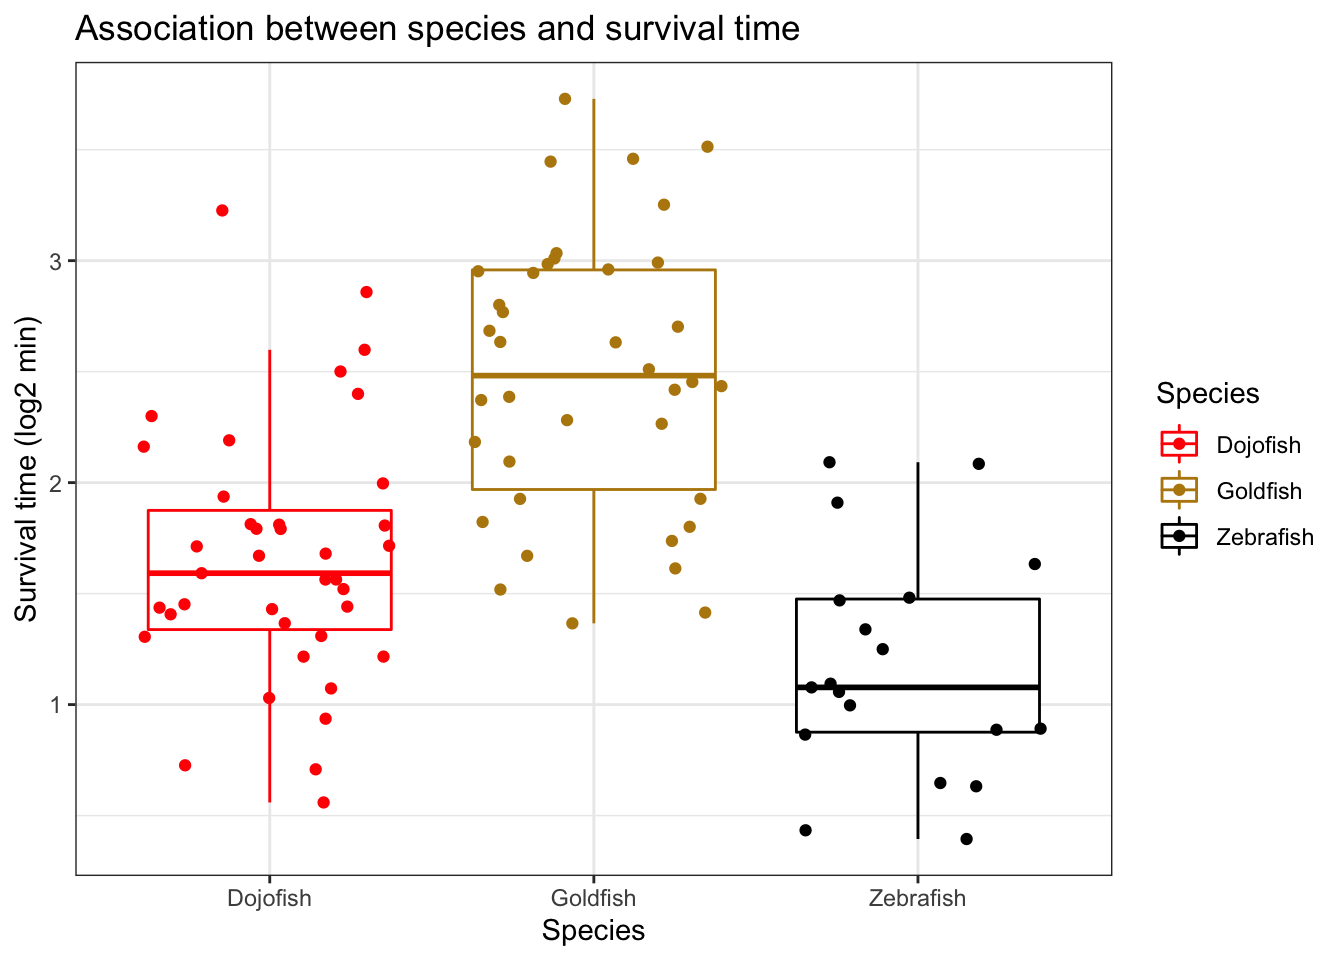 Association between species and survival time
Survival time (log2 min)
3
2
1
Dojofish
Goldfish
Zebrafish
Species
Species
Dojofish
Goldfish
Zebrafish